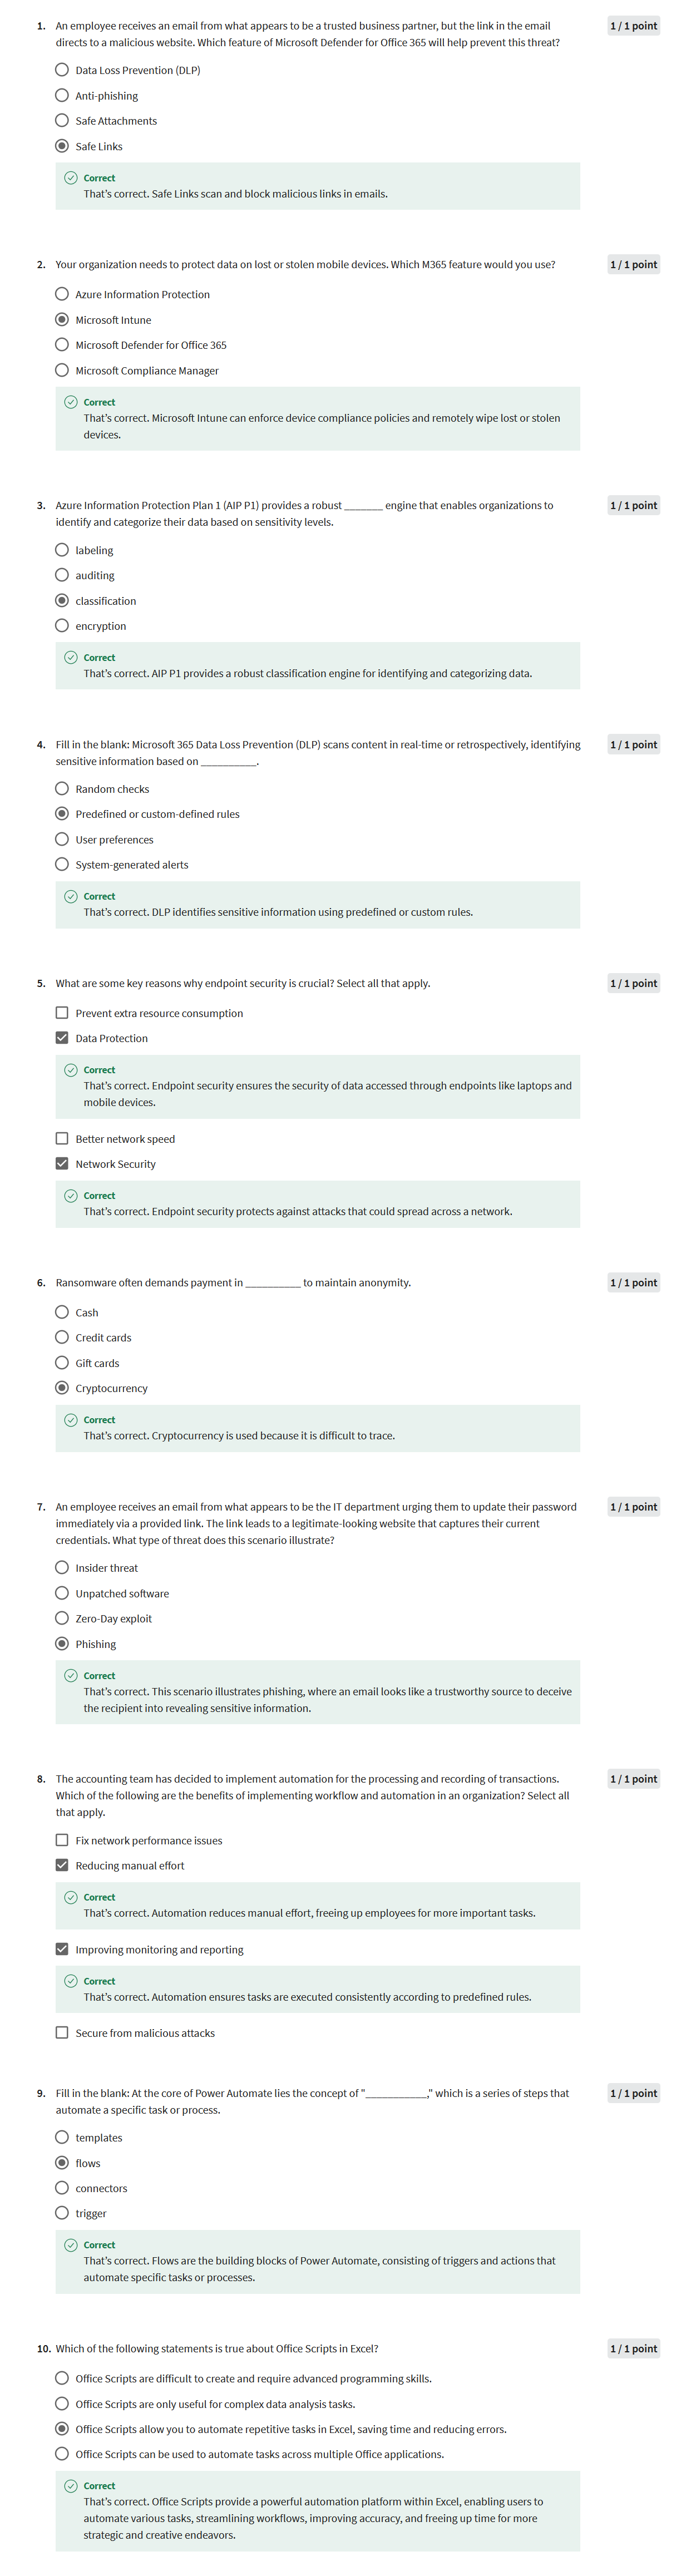 1. An employee receives an email from what appears to be a trusted business partner, but the link in the email
directs to a malicious website. Which feature of Microsoft Defender for Office 365 will help prevent this threat?
1 / 1 point
Data Loss Prevention (DLP)
Anti-phishing
Safe Attachments
Safe Links
Correct
That's correct. Safe Links scan and block malicious links in emails.
2. Your organization needs to protect data on lost or stolen mobile devices. Which M365 feature would you use?
1 / 1 point
Azure Information Protection
Microsoft Intune
Microsoft Defender for Office 365
Microsoft Compliance Manager
Correct
That's correct. Microsoft Intune can enforce device compliance policies and remotely wipe lost or stolen
devices.
3. Azure Information Protection Plan 1 (AIP P1) provides a robust _______ engine that enables organizations to
identify and categorize their data based on sensitivity levels.
1 / 1 point
labeling
auditing
classification
encryption
Correct
That's correct. AIP P1 provides a robust classification engine for identifying and categorizing data.
4. Fill in the blank: Microsoft 365 Data Loss Prevention (DLP) scans content in real-time or retrospectively, identifying
sensitive information based on __________.
1 / 1 point
Random checks
Predefined or custom-defined rules
User preferences
System-generated alerts
Correct
That's correct. DLP identifies sensitive information using predefined or custom rules.
5. What are some key reasons why endpoint security is crucial? Select all that apply.
1 / 1 point
Prevent extra resource consumption
Data Protection
Correct
That's correct. Endpoint security ensures the security of data accessed through endpoints like laptops and
mobile devices.
Better network speed
Network Security
Correct
That's correct. Endpoint security protects against attacks that could spread across a network.
6. Ransomware often demands payment in __________ to maintain anonymity.
1 / 1 point
Cash
Credit cards
Gift cards
Cryptocurrency
Correct
That's correct. Cryptocurrency is used because it is difficult to trace.
7. An employee receives an email from what appears to be the IT department urging them to update their password
immediately via a provided link. The link leads to a legitimate-looking website that captures their current
credentials. What type of threat does this scenario illustrate?
1 / 1 point
Insider threat
Unpatched software
Zero-Day exploit
Phishing
Correct
That's correct. This scenario illustrates phishing, where an email looks like a trustworthy source to deceive
the recipient into revealing sensitive information.
8. The accounting team has decided to implement automation for the processing and recording of transactions.
Which of the following are the benefits of implementing workflow and automation in an organization? Select all
that apply.
1 / 1 point
Fix network performance issues
Reducing manual effort
Correct
That's correct. Automation reduces manual effort, freeing up employees for more important tasks.
Improving monitoring and reporting
Correct
That's correct. Automation ensures tasks are executed consistently according to predefined rules.
Secure from malicious attacks
9. Fill in the blank: At the core of Power Automate lies the concept of "___________," which is a series of steps that
automate a specific task or process.
1 / 1 point
templates
flows
connectors
trigger
Correct
That's correct. Flows are the building blocks of Power Automate, consisting of triggers and actions that
automate specific tasks or processes.
10. Which of the following statements is true about Office Scripts in Excel?
1 / 1 point
Office Scripts are difficult to create and require advanced programming skills.
Office Scripts are only useful for complex data analysis tasks.
Office Scripts allow you to automate repetitive tasks in Excel, saving time and reducing errors.
Office Scripts can be used to automate tasks across multiple Office applications.
Correct
That's correct. Office Scripts provide a powerful automation platform within Excel, enabling users to
automate various tasks, streamlining workflows, improving accuracy, and freeing up time for more
strategic and creative endeavors.